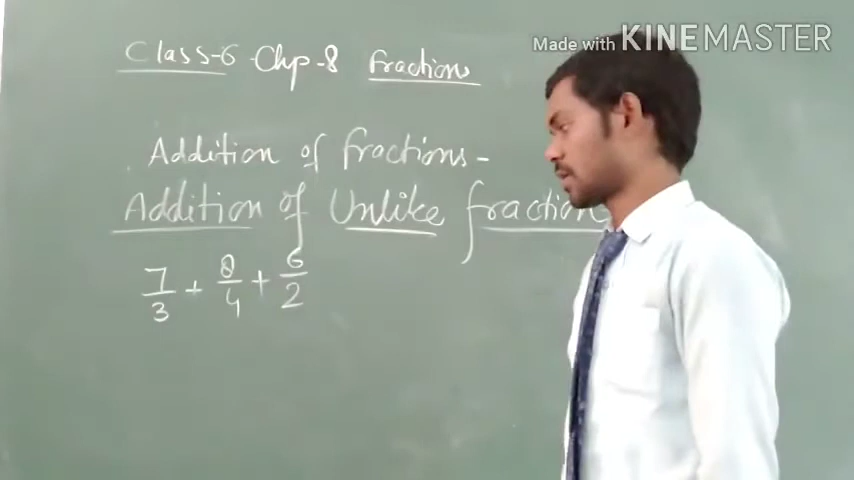 Made with KINEMASTER
Class-6 Chp-8 fractions
Addition of fractions-
Addition of Unlike fraction
7/3 + 8/4 + 6/2